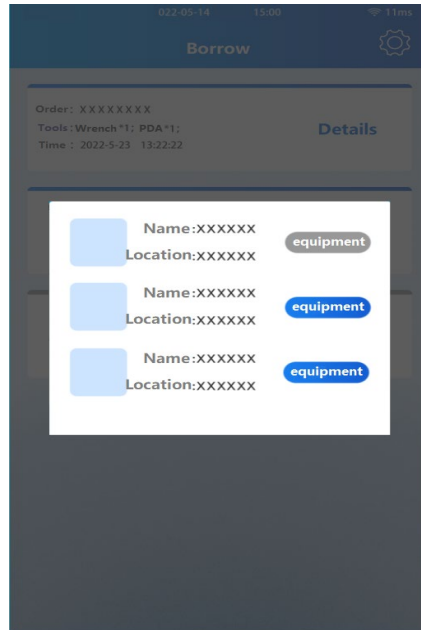 022-05-14 15:00 11ms
Borrow
Order: XXXXXXXX
Tools:Wrench*1; PDA*1;
Time : 2022-5-23 13:22:22
Details
Name:XXXXXX
Location:XXXXXX
equipment
Name:XXXXXX
Location:XXXXXX
equipment
Name:XXXXXX
Location:XXXXXX
equipment